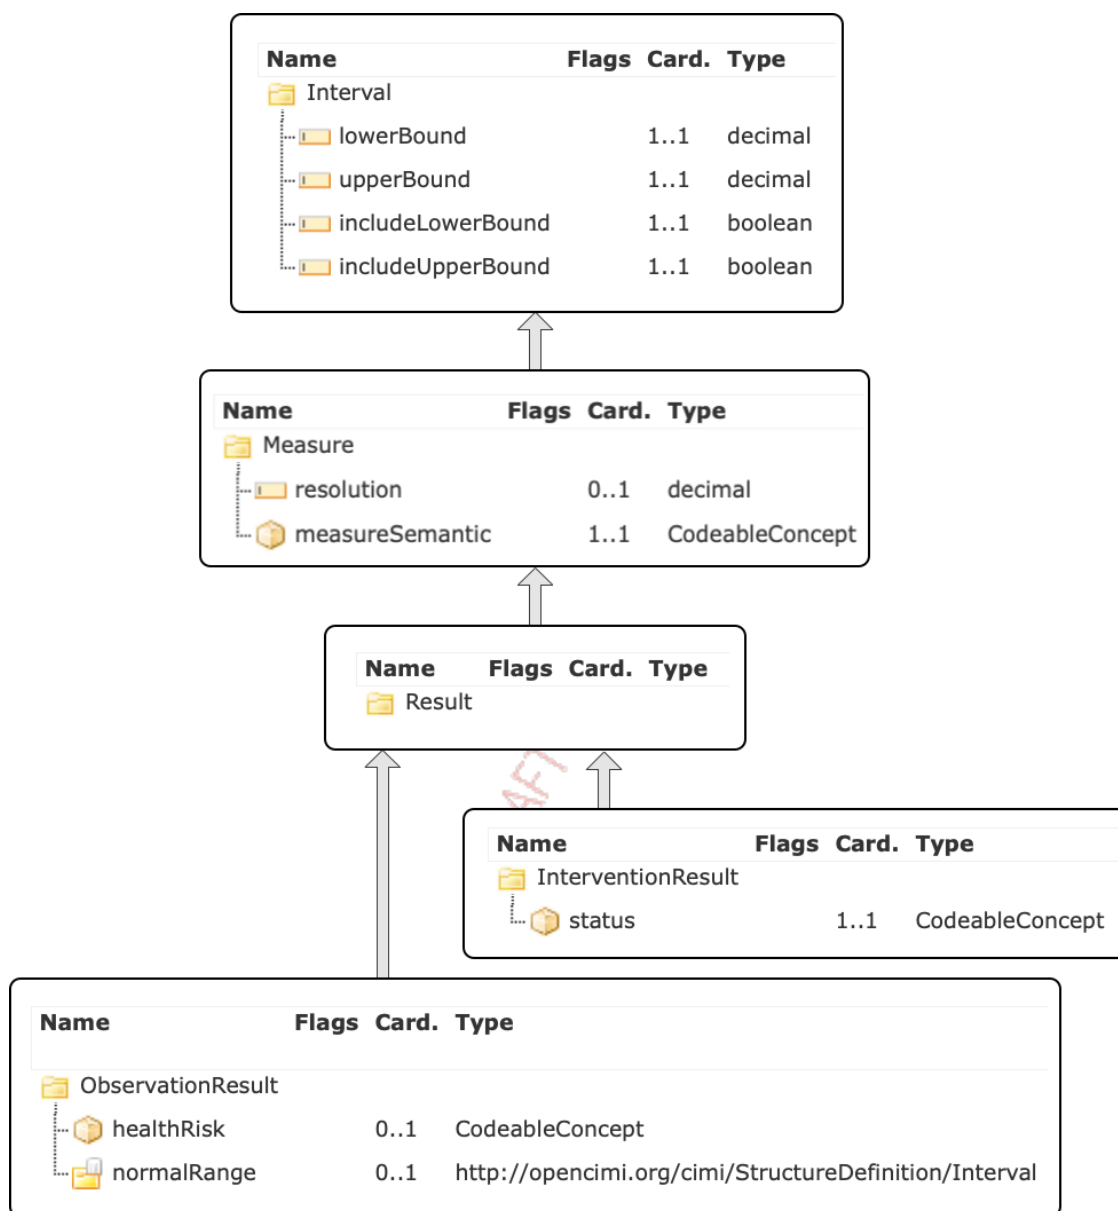 Name Flags Card. Type
Interval
lowerBound 1..1 decimal
upperBound 1..1 decimal
includeLowerBound 1..1 boolean
includeUpperBound 1..1 boolean
Name Flags Card. Type
Measure
resolution 0..1 decimal
measureSemantic 1..1 CodeableConcept
Name Flags Card. Type
Result
Name Flags Card. Type
InterventionResult
status 1..1 CodeableConcept
Name Flags Card. Type
ObservationResult
healthRisk 0..1 CodeableConcept
normalRange 0..1 http://opencimi.org/cimi/StructureDefinition/Interval